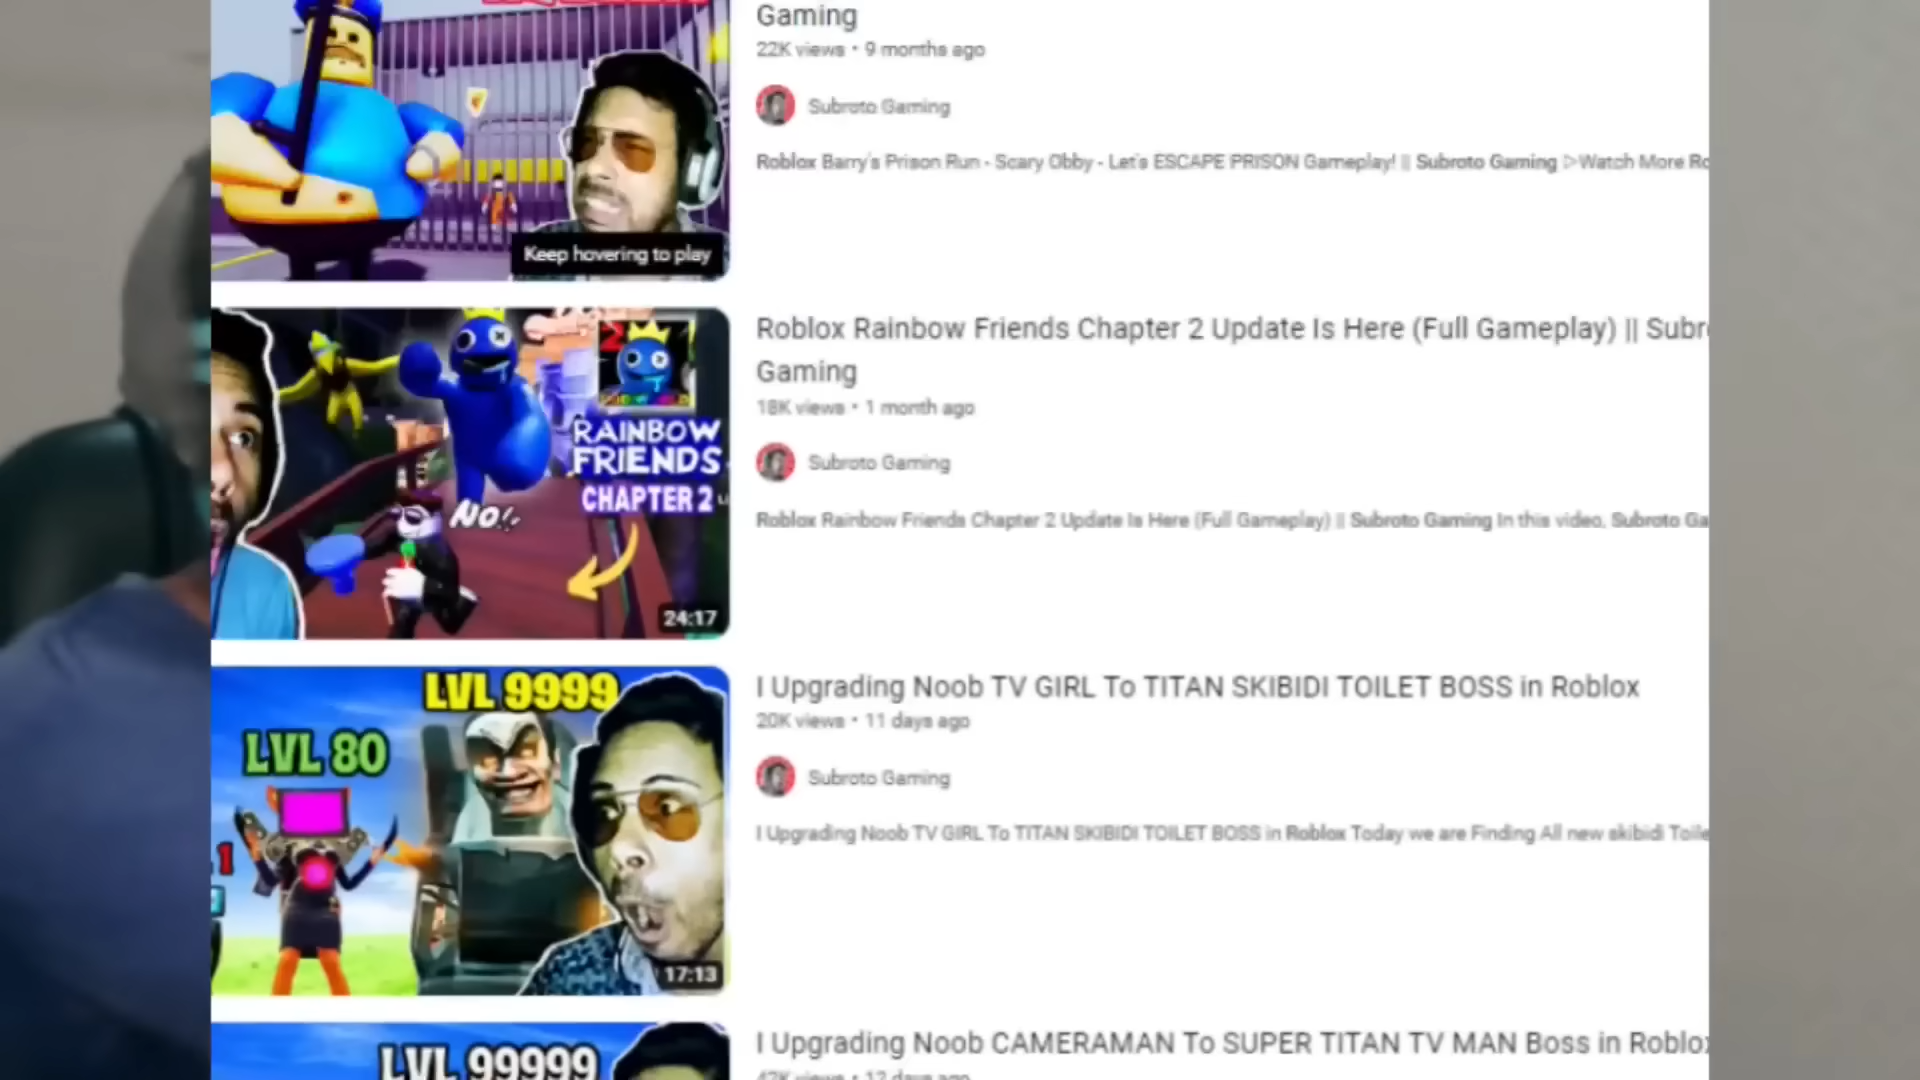 Gaming
22K views • 9 months ago
Subroto Gaming
Roblox Barry's Prison Run - Scary Obby - Let's ESCAPE PRISON Gameplay! || Subroto Gaming ▷Watch More Ro
Keep hovering to play
Roblox Rainbow Friends Chapter 2 Update Is Here (Full Gameplay) || Subr
Gaming
18K views • 1 month ago
Subroto Gaming
Roblox Rainbow Friends Chapter 2 Update Is Here (Full Gameplay) || Subroto Gaming In this video, Subroto Ga
2
RAINBOW
FRIENDS
CHAPTER 2
NO!!
24:17
I Upgrading Noob TV GIRL To TITAN SKIBIDI TOILET BOSS in Roblox
20K views • 11 days ago
Subroto Gaming
I Upgrading Noob TV GIRL To TITAN SKIBIDI TOILET BOSS in Roblox Today we are Finding All new skibidi Toile
LVL 9999
LVL 80
1
17:13
I Upgrading Noob CAMERAMAN To SUPER TITAN TV MAN Boss in Roblox
LVL 99999